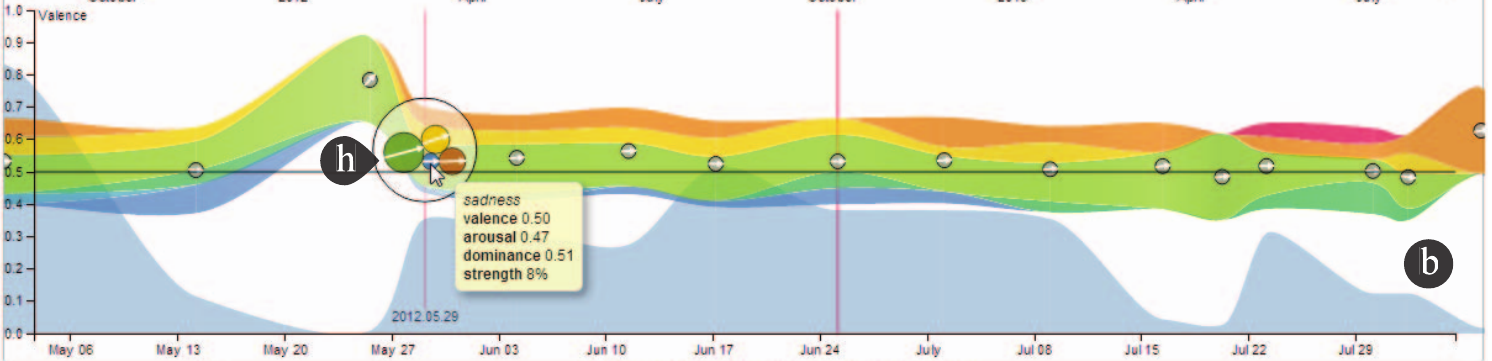 1.0
Valence
0.9
0.8
0.7
0.6
0.5
0.4
0.3
0.2
0.1
0.0
h
sadness
valence 0.50
arousal 0.47
dominance 0.51
strength 8%
b
2012.05.29
May 06 May 13 May 20 May 27 Jun 03 Jun 10 Jun 17 Jun 24 July Jul 08 Jul 15 Jul 22 Jul 29